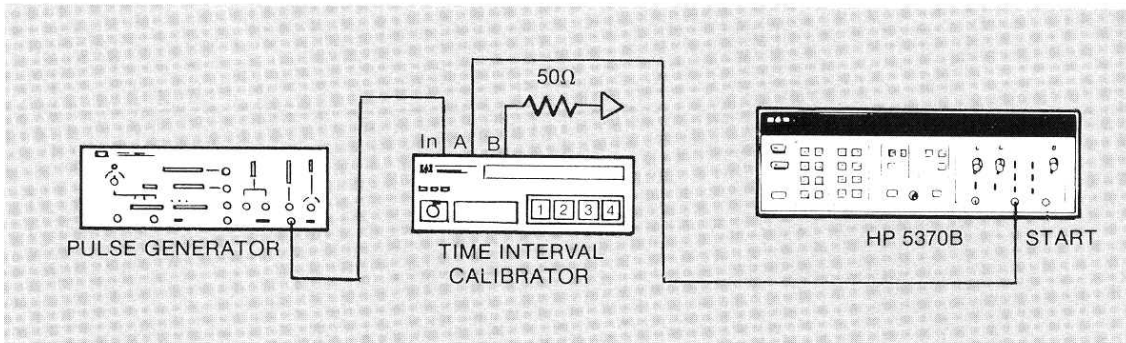 50Ω
In A B
1 2 3 4
PULSE GENERATOR
TIME INTERVAL
CALIBRATOR
HP 5370B
START